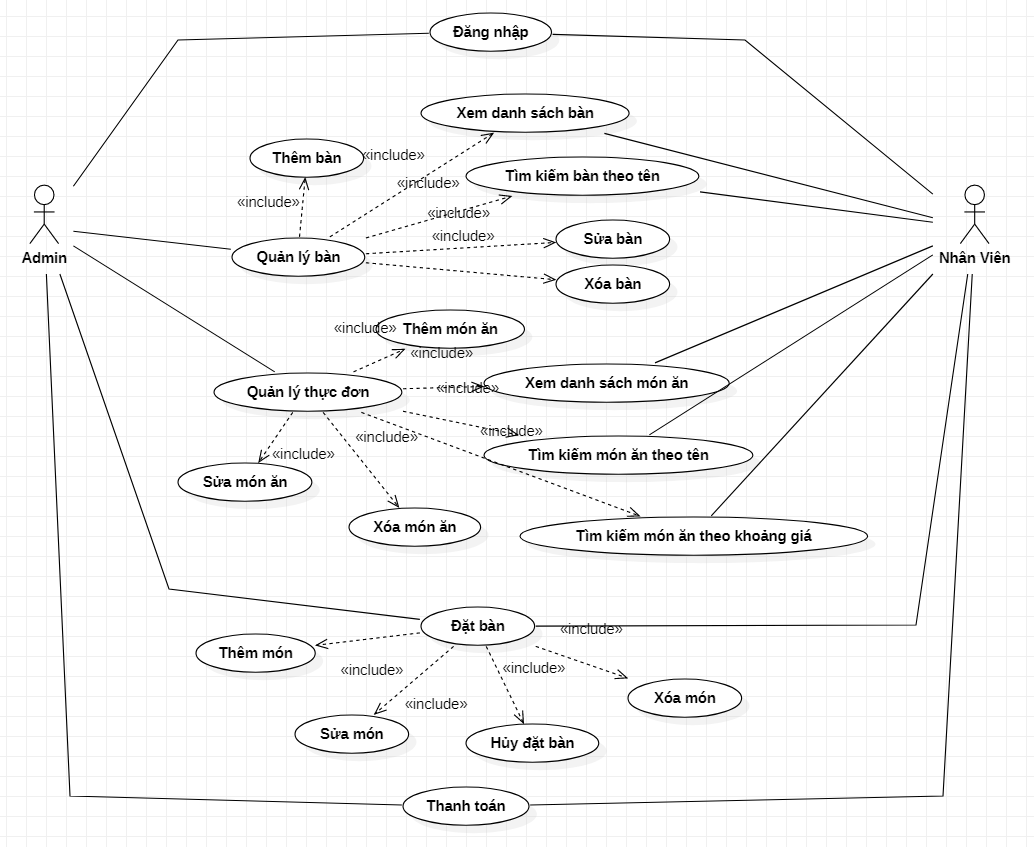 Đăng nhập
Xem danh sách bàn
Thêm bàn
«include»
Tìm kiếm bàn theo tên
«include»
«include»
«include»
«include»
Sửa bàn
Admin
Quản lý bàn
Nhân Viên
Xóa bàn
«include»
Thêm món ăn
«include»
Xem danh sách món ăn
«include»
Quản lý thực đơn
«include»
«include»
«include»
Tìm kiếm món ăn theo tên
Sửa món ăn
Xóa món ăn
Tìm kiếm món ăn theo khoảng giá
Đặt bàn
«include»
Thêm món
«include»
«include»
Xóa món
«include»
Sửa món
Hủy đặt bàn
Thanh toán